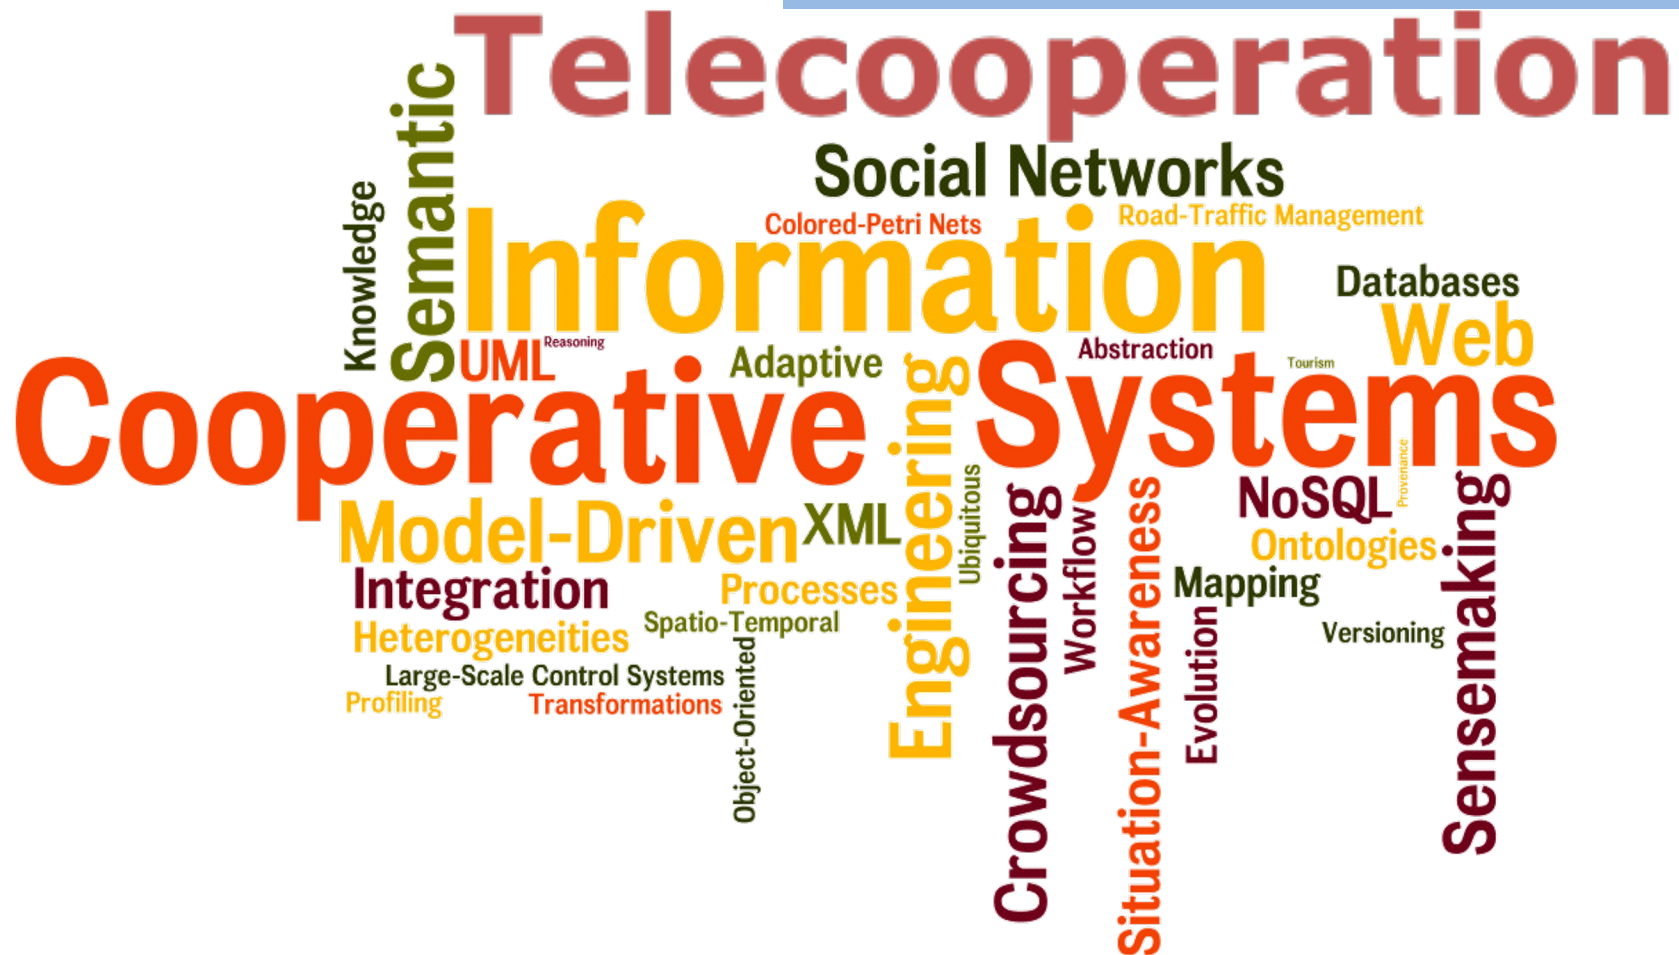 Telecooperation
Semantic
Social Networks
Knowledge
Information
Colored-Petri Nets
Road-Traffic Management
Databases
Web
UML
Reasoning
Adaptive
Abstraction
Tourism
Cooperative
Engineering
Systems
Provenance
Model-Driven
XML
Ubiquitous
Crowdsourcing
Workflow
Situation-Awareness
NoSQL
Ontologies
Sensemaking
Integration
Processes
Mapping
Heterogeneities
Spatio-Temporal
Evolution
Versioning
Large-Scale Control Systems
Object-Oriented
Profiling
Transformations